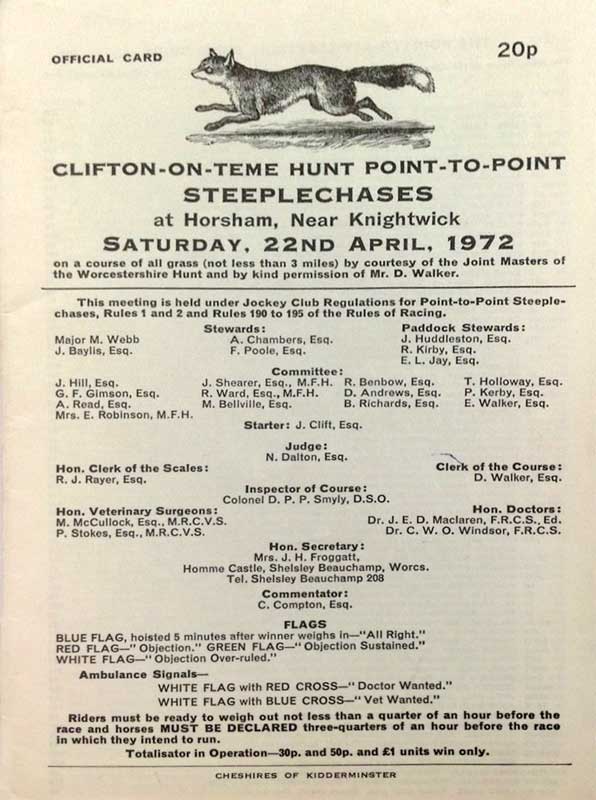 OFFICIAL CARD
20p
CLIFTON-ON-TEME HUNT POINT-TO-POINT
STEEPLECHASES
at Horsham, Near Knightwick
SATURDAY, 22ND APRIL, 1972
on a course of all grass (not less than 3 miles) by courtesy of the Joint Masters of
the Worcestershire Hunt and by kind permission of Mr. D. Walker.
This meeting is held under Jockey Club Regulations for Point-to-Point Steeple-
chases, Rules 1 and 2 and Rules 190 to 195 of the Rules of Racing.
Stewards:
Major M. Webb A. Chambers, Esq.
J. Baylis, Esq. F. Poole, Esq.
Paddock Stewards:
J. Huddleston, Esq.
R. Kirby, Esq.
E. L. Jay, Esq.
Committee:
J. Hill, Esq. J. Shearer, Esq., M.F.H. R. Benbow, Esq. T. Holloway, Esq.
G. F. Gimson, Esq. R. Ward, Esq., M.F.H. D. Andrews, Esq. P. Kerby, Esq.
A. Read, Esq. M. Bellville, Esq. B. Richards, Esq. E. Walker, Esq.
Mrs. E. Robinson, M.F.H.
Starter: J. Clift, Esq.
Judge:
N. Dalton, Esq.
Hon. Clerk of the Scales:
R. J. Rayer, Esq.
Clerk of the Course:
D. Walker, Esq.
Inspector of Course:
Colonel D. P. P. Smyly, D.S.O.
Hon. Veterinary Surgeons:
M. McCullock, Esq., M.R.C.V.S.
P. Stokes, Esq., M.R.C.V.S.
Hon. Doctors:
Dr. J. E. D. Maclaren, F.R.C.S., Ed.
Dr. C. W. O. Windsor, F.R.C.S.
Hon. Secretary:
Mrs. J. H. Froggatt,
Homme Castle, Shelsley Beauchamp, Worcs.
Tel. Shelsley Beauchamp 208
Commentator:
C. Compton, Esq.
FLAGS
BLUE FLAG, hoisted 5 minutes after winner weighs in—"All Right."
RED FLAG—"Objection." GREEN FLAG—"Objection Sustained."
WHITE FLAG—"Objection Over-ruled."
Ambulance Signals—
WHITE FLAG with RED CROSS—"Doctor Wanted."
WHITE FLAG with BLUE CROSS—"Vet Wanted."
Riders must be ready to weigh out not less than a quarter of an hour before the
race and horses MUST BE DECLARED three-quarters of an hour before the race
in which they intend to run.
Totalisator in Operation—30p. and 50p. and £1 units win only.
CHESHIRES OF KIDDERMINSTER